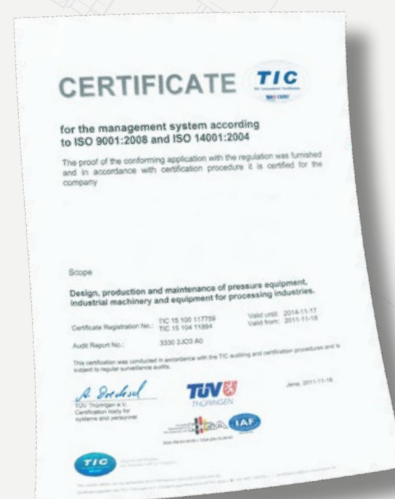 CERTIFICATE
TIC
for the management system according
to ISO 9001:2008 and ISO 14001:2004
The proof of the conforming application with the regulation was furnished
and in accordance with certification procedure it is certified for the
company
Scope
Design, production and maintenance of pressure equipment,
industrial machinery and equipment for processing industries.
Certificate Registration No.: TIC 15 100 117759 Valid until: 2014-11-17
TIC 15 104 11894 Valid from: 2011-11-18
Audit Report No.: 3330 2JCO A0
This certification was conducted in accordance with the TIC auditing and certification procedures and is
subject to regular surveillance audits.
TÜV Thüringen e.V.
Certification body for
systems and personnel
TÜV
THÜRINGEN
Jena, 2011-11-18
IAF
TIC